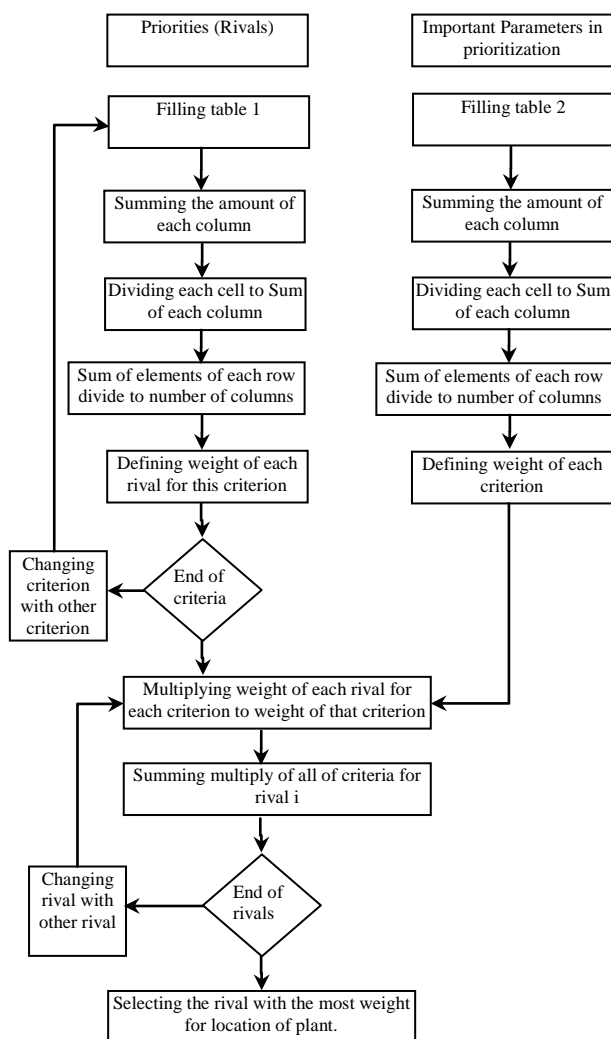 Priorities (Rivals)
Important Parameters in
prioritization
Filling table 1
Filling table 2
Summing the amount of
each column
Summing the amount of
each column
Dividing each cell to Sum
of each column
Dividing each cell to Sum
of each column
Sum of elements of each row
divide to number of columns
Sum of elements of each row
divide to number of columns
Defining weight of each
rival for this criterion
Defining weight of each
criterion
Changing
criterion
with other
criterion
End of
criteria
Multiplying weight of each rival for
each criterion to weight of that criterion
Summing multiply of all of criteria for
rival i
Changing
rival with
other rival
End of
rivals
Selecting the rival with the most weight
for location of plant.